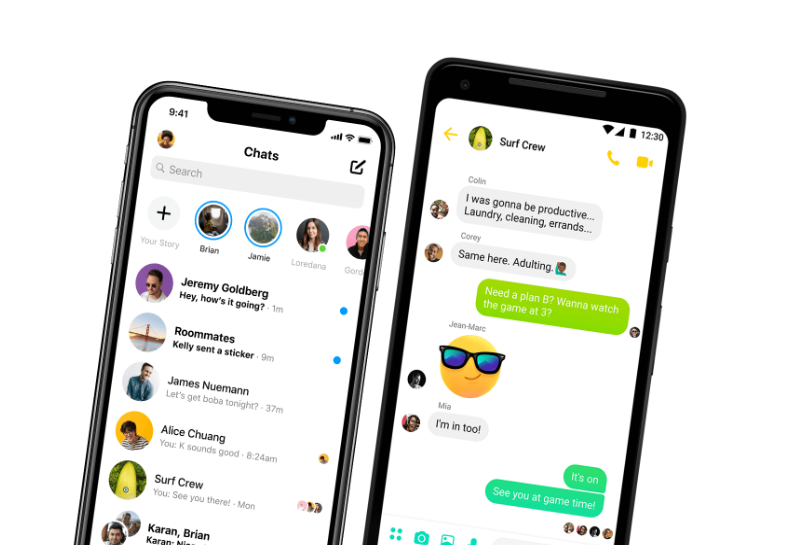 9:41
Chats
Search
Your Story
Brian
Jamie
Loredana
Jeremy Goldberg
Hey, how's it going? · 1m
Roommates
Kelly sent a sticker · 9m
James Nuemann
Let's get boba tonight? · 37m
Alice Chuang
You: K sounds good · 8:24am
Surf Crew
You: See you there! · Mon
Karan, Brian
Karan:
12:30
Surf Crew
Colin
I was gonna be productive...
Laundry, cleaning, errands...
Corey
Same here. Adulting.
Need a plan B? Wanna watch
the game at 3?
Jean-Marc
Mia
I'm in too!
It's on
See you at game time!